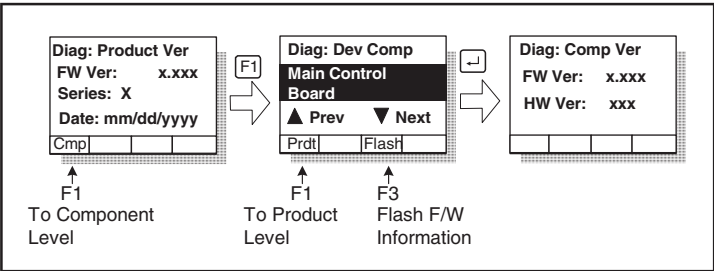 Diag: Product Ver
FW Ver: x.xxx
Series: X
Date: mm/dd/yyyy
Cmp
F1
To Component
Level
F1
Diag: Dev Comp
Main Control
Board
▲ Prev ▼ Next
Prdt Flash
F1
To Product
Level
F3
Flash F/W
Information
↵
Diag: Comp Ver
FW Ver: x.xxx
HW Ver: xxx